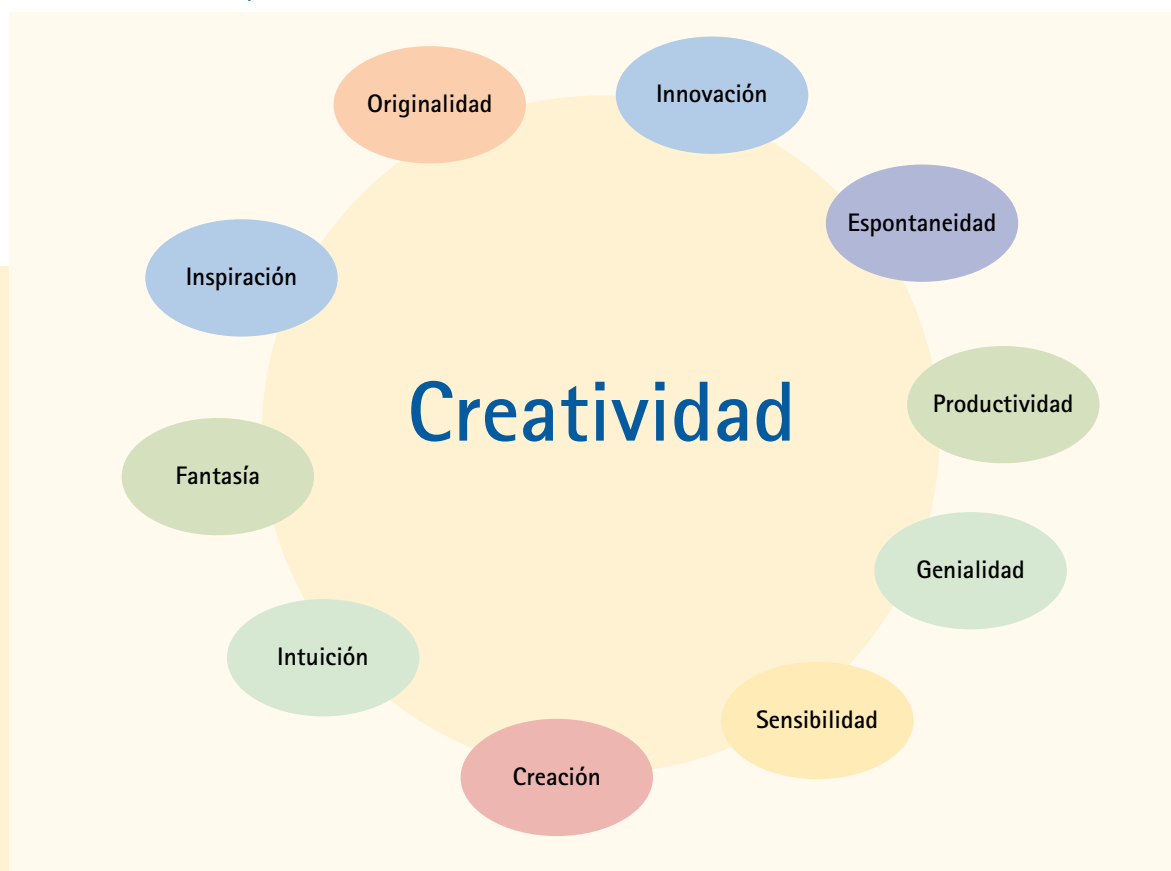 Originalidad
Innovación
Espontaneidad
Inspiración
Productividad
Creatividad
Fantasía
Genialidad
Intuición
Sensibilidad
Creación